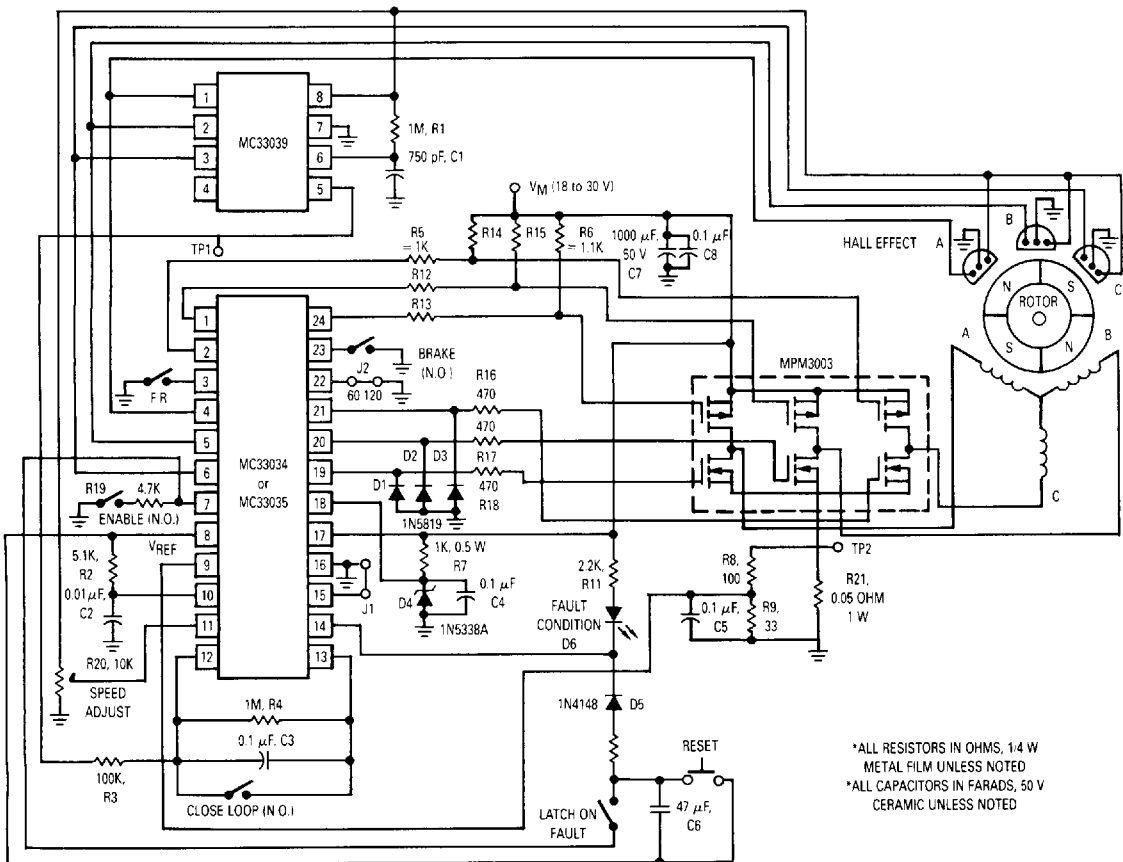 1
2
3
4
MC33039
8
7
6
5
1M, R1
750 pF, C1
TP1
VM (18 to 30 V)
R5
= 1K
R14
R15
R6
= 1.1K
R12
R13
1000 µF,
50 V
C7
0.1 µF
C8
HALL EFFECT
A
B
C
N
S
ROTOR
S
N
A
B
C
MPM3003
1
2
3
4
5
6
7
8
9
10
11
12
MC33034
or
MC33035
24
23
22
21
20
19
18
17
16
15
14
13
F R
J2
BRAKE
(N.O.)
60 120
R16
470
470
R17
470
R18
D2
D3
D1
1N5819
R19
4.7K
ENABLE (N.O.)
VREF
5.1K,
R2
0.01 µF,
C2
R20, 10K
SPEED
ADJUST
1K, 0.5 W
R7
D4
0.1 µF
C4
1N5338A
J1
2.2K,
R11
FAULT
CONDITION
D6
0.1 µF,
C5
R8,
100
R9,
33
TP2
R21,
0.05 OHM
1 W
1N4148
D5
1M, R4
0.1 µF, C3
100K,
R3
CLOSE LOOP (N.O.)
LATCH ON
FAULT
RESET
47 µF,
C6
*ALL RESISTORS IN OHMS, 1/4 W
METAL FILM UNLESS NOTED
*ALL CAPACITORS IN FARADS, 50 V
CERAMIC UNLESS NOTED